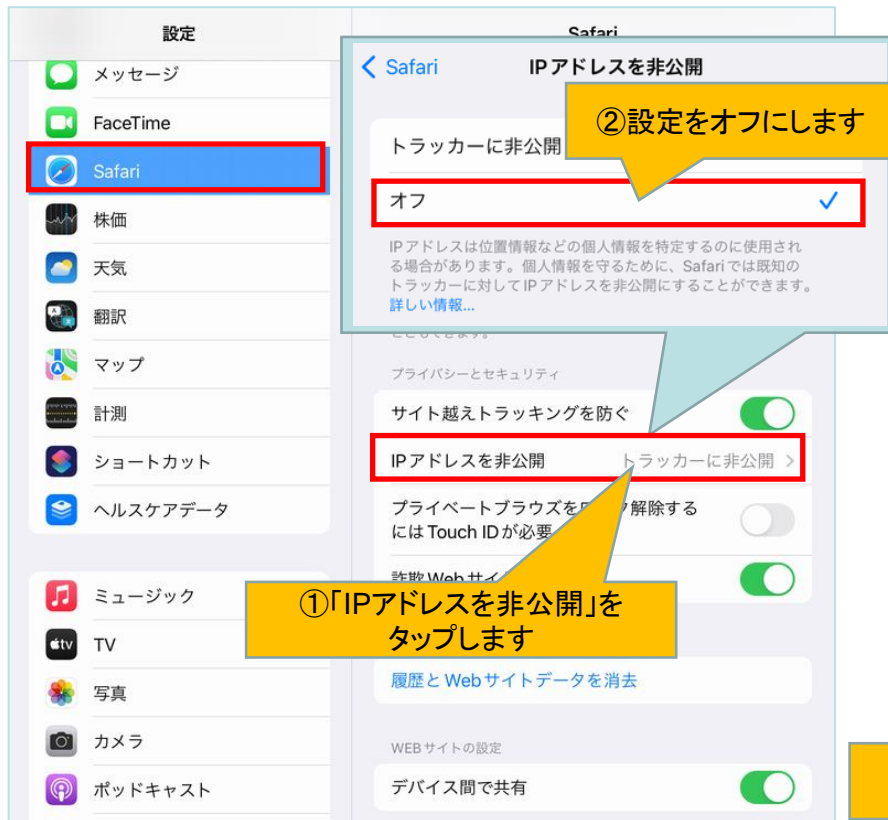 設定
メッセージ
FaceTime
Safari
株価
天気
翻訳
マップ
計測
ショートカット
ヘルスケアデータ
ミュージック
TV
写真
カメラ
ポッドキャスト
Safari
Safari
IPアドレスを非公開
②設定をオフにします
トラッカーに非公開
オフ
IPアドレスは位置情報などの個人情報を特定するのに使用され
る場合があります。個人情報を守るために、Safariでは既知の
トラッカーに対してIPアドレスを非公開にすることができます。
詳しい情報...
こともできます。
プライバシーとセキュリティ
サイト越えトラッキングを防ぐ
IPアドレスを非公開 トラッカーに非公開
プライベートブラウズを 解除する
にはTouch IDが必要
詐欺Webサイ
①「IPアドレスを非公開」を
タップします
履歴とWebサイトデータを消去
WEBサイトの設定
デバイス間で共有